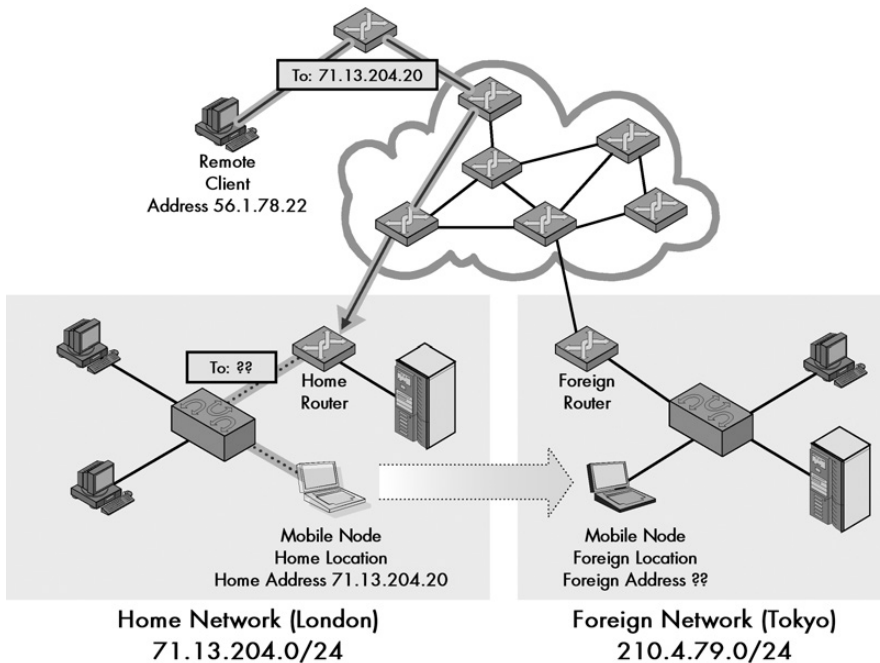 To: 71.13.204.20
Remote
Client
Address 56.1.78.22
To: ??
Home
Router
Foreign
Router
Mobile Node
Home Location
Home Address 71.13.204.20
Mobile Node
Foreign Location
Foreign Address ??
Home Network (London)
71.13.204.0/24
Foreign Network (Tokyo)
210.4.79.0/24